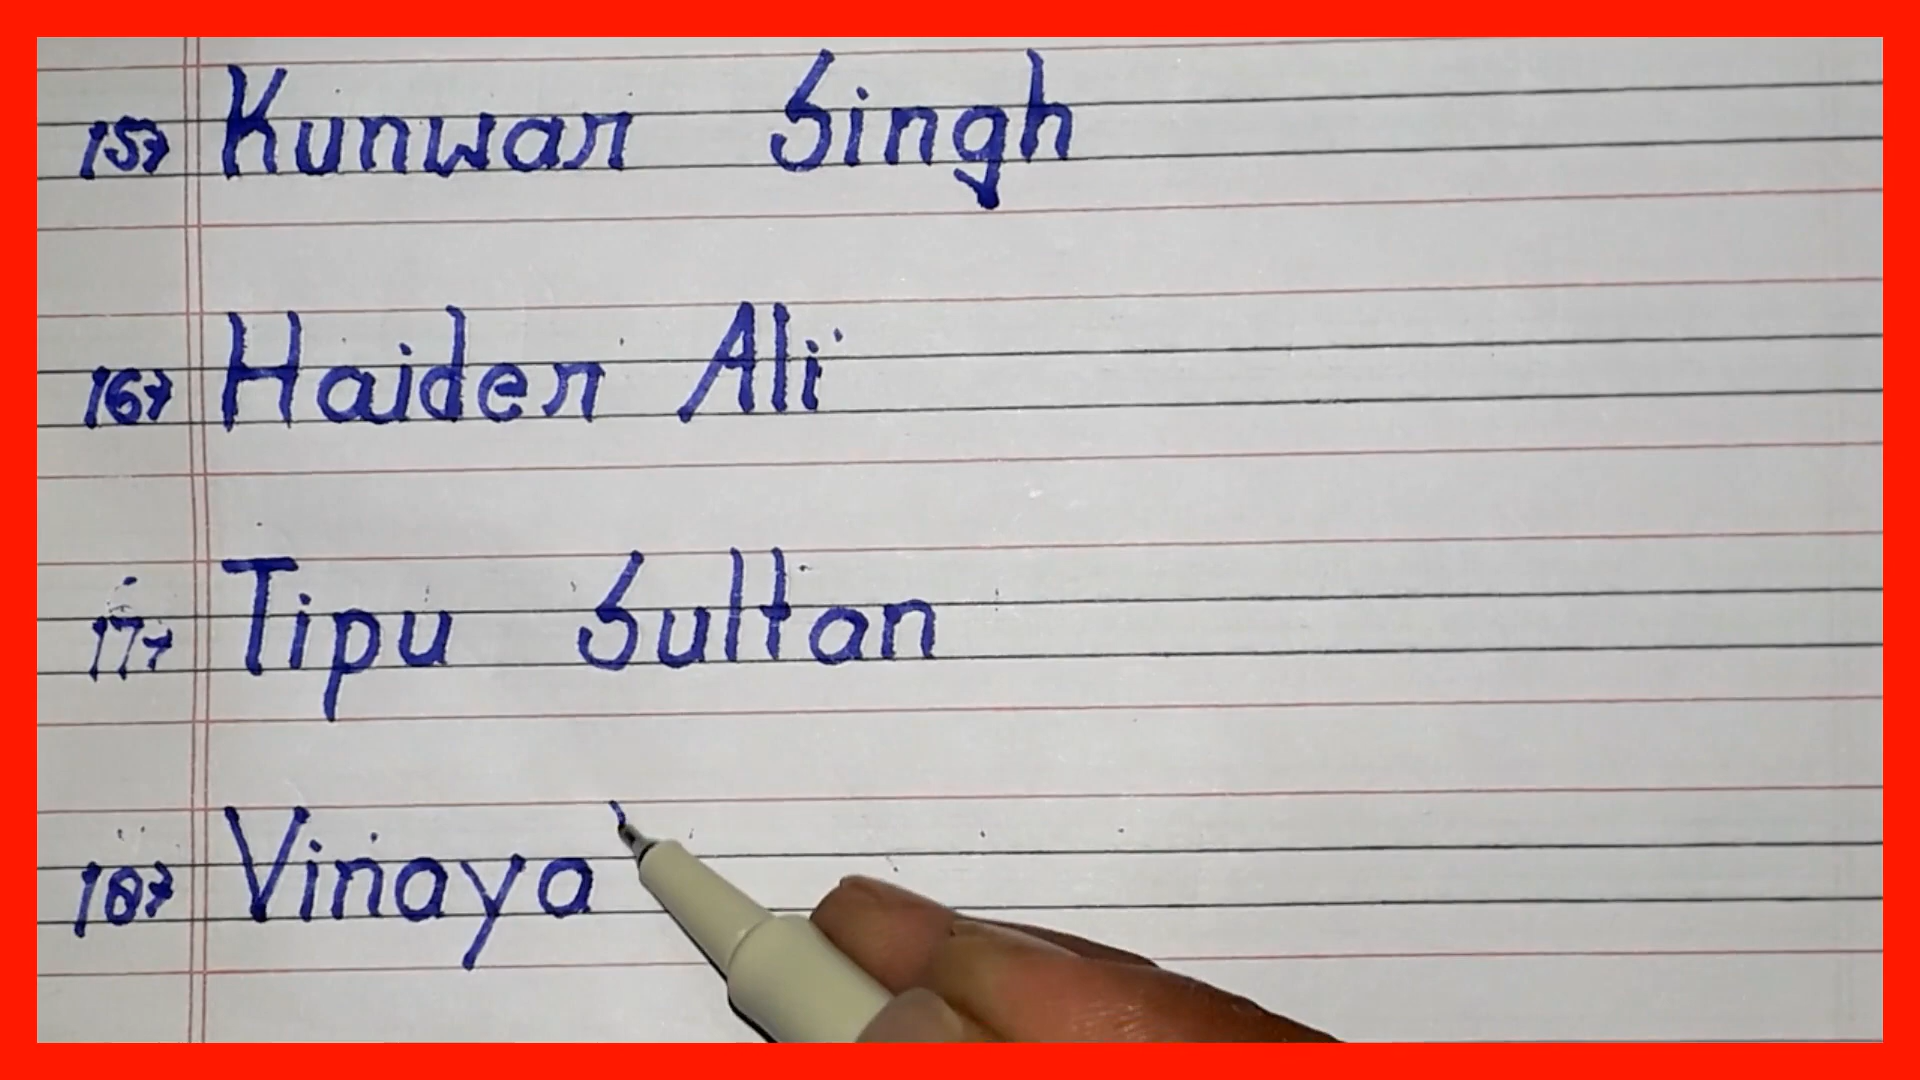 15) Kunwar Singh
16) Haider Ali
17) Tipu Sultan
18) Vinaya